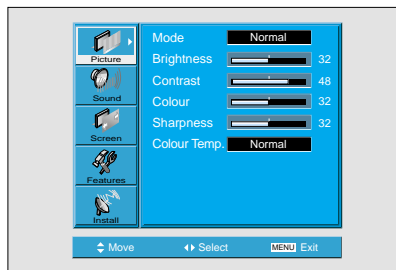 Picture
Sound
Screen
Features
Install
Mode Normal
Brightness 32
Contrast 48
Colour 32
Sharpness 32
Colour Temp. Normal
Move Select MENU Exit